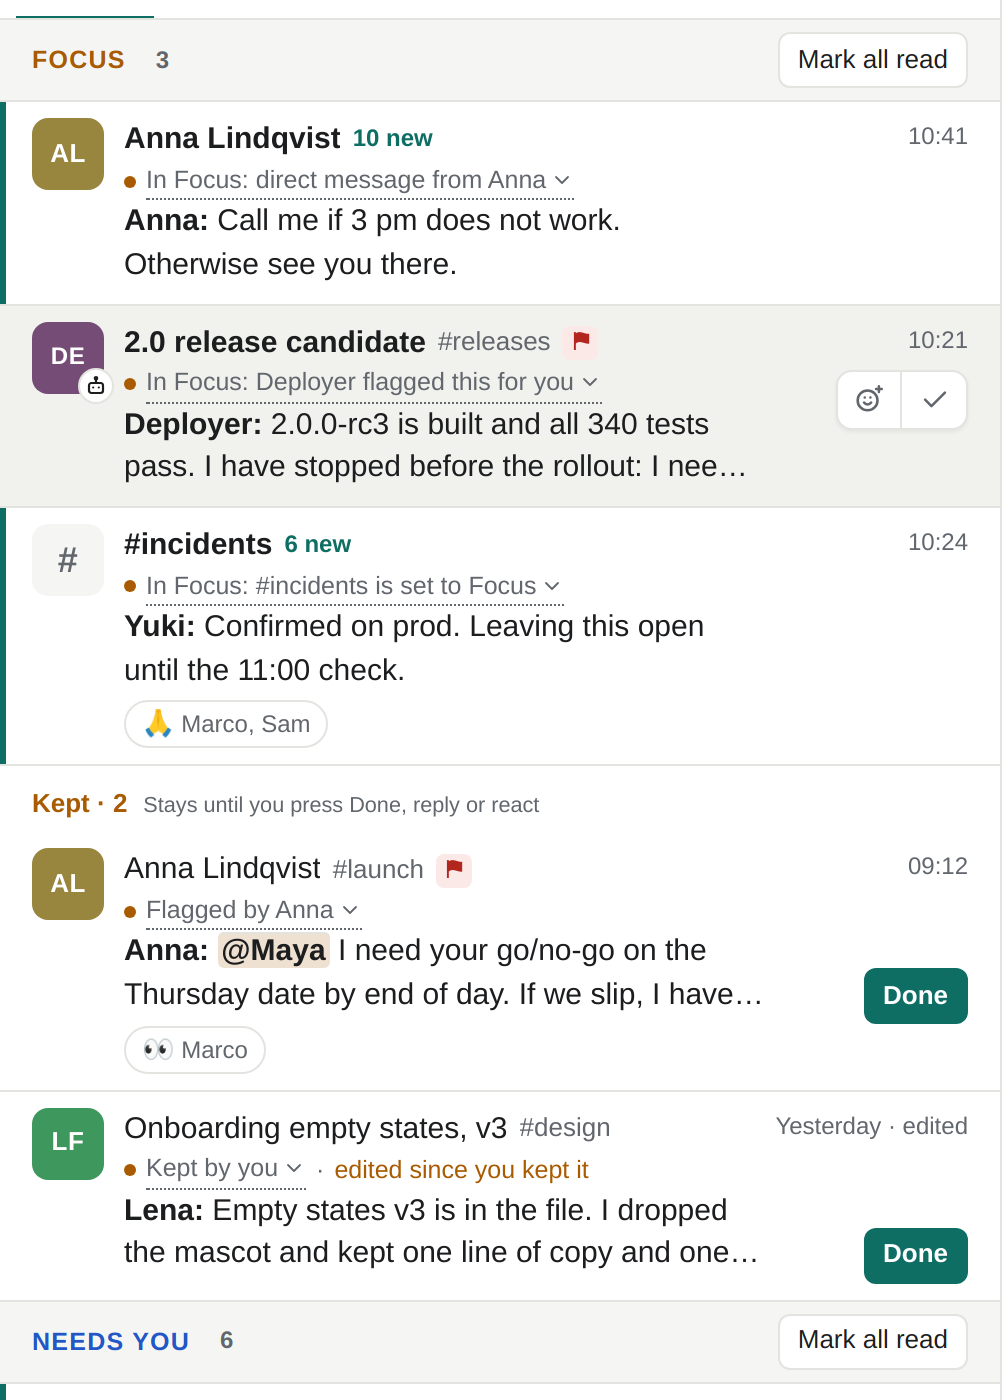 FOCUS 3 Mark all read
AL Anna Lindqvist 10 new 10:41
In Focus: direct message from Anna
Anna: Call me if 3 pm does not work.
Otherwise see you there.
DE 2.0 release candidate #releases 10:21
In Focus: Deployer flagged this for you
Deployer: 2.0.0-rc3 is built and all 340 tests
pass. I have stopped before the rollout: I nee…
# #incidents 6 new 10:24
In Focus: #incidents is set to Focus
Yuki: Confirmed on prod. Leaving this open
until the 11:00 check.
🙏 Marco, Sam
Kept · 2 Stays until you press Done, reply or react
AL Anna Lindqvist #launch 09:12
Flagged by Anna
Anna: @Maya I need your go/no-go on the
Thursday date by end of day. If we slip, I have…
Done
👀 Marco
LF Onboarding empty states, v3 #design Yesterday · edited
Kept by you · edited since you kept it
Lena: Empty states v3 is in the file. I dropped
the mascot and kept one line of copy and one…
Done
NEEDS YOU 6 Mark all read